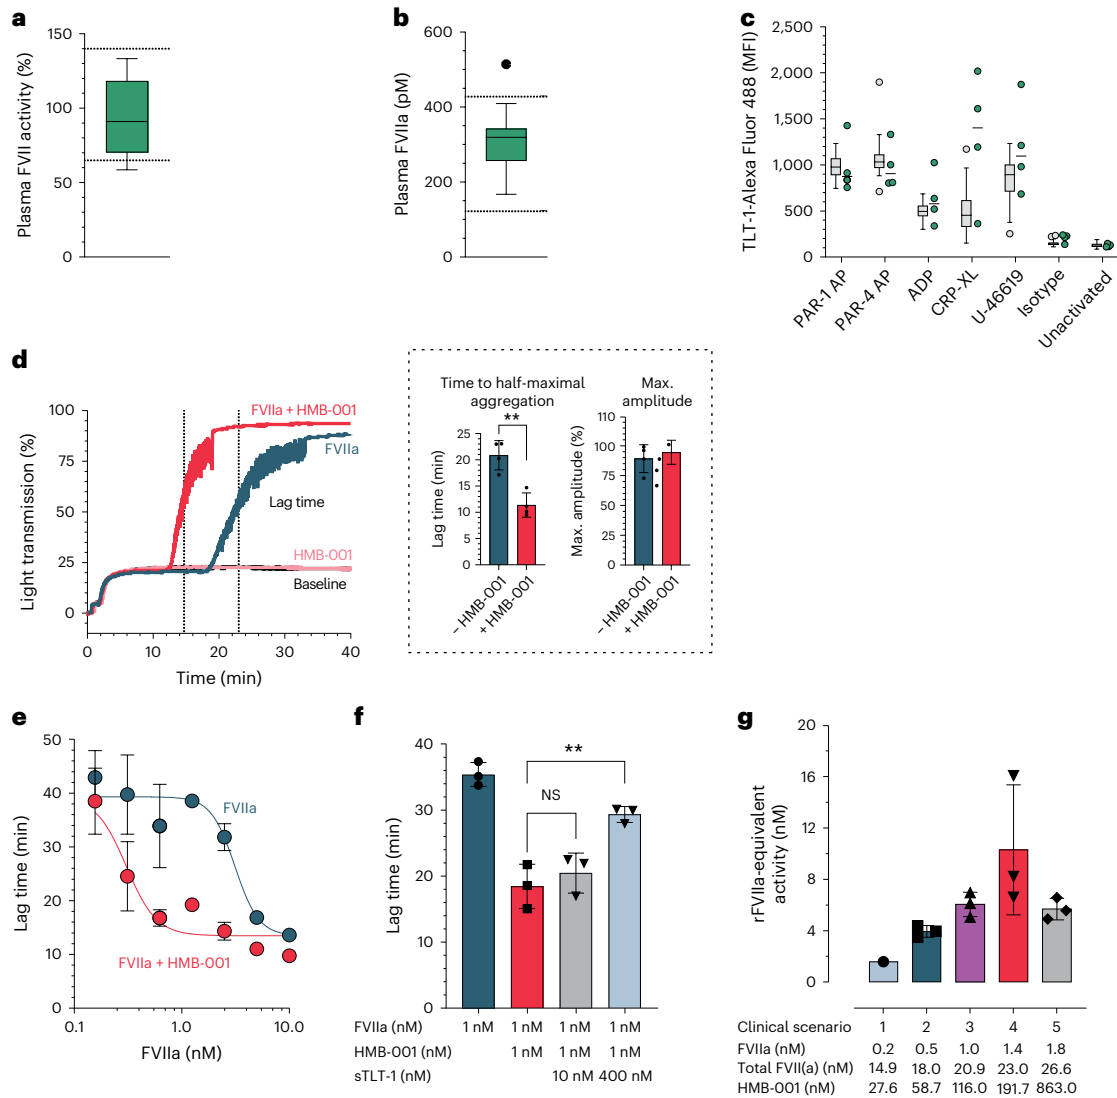 a
Plasma FVII activity (%)
150
100
50
0
b
Plasma FVIIa (pM)
600
400
200
0
c
TLT-1-Alexa Fluor 488 (MFI)
2,500
2,000
1,500
1,000
500
0
PAR-1 AP
PAR-4 AP
ADP
CRP-XL
U-46619
Isotype
Unactivated
d
Light transmission (%)
100
75
50
25
0
FVIIa + HMB-001
FVIIa
Lag time
HMB-001
Baseline
0 10 20 30 40
Time (min)
Time to half-maximal
aggregation
**
Lag time (min)
25
20
15
10
5
0
– HMB-001
+ HMB-001
Max.
amplitude
Max. amplitude (%)
110
100
75
50
25
0
– HMB-001
+ HMB-001
e
Lag time (min)
50
40
30
20
10
0
FVIIa
FVIIa + HMB-001
0.1 1.0 10.0
FVIIa (nM)
f
Lag time (min)
40
30
20
10
0
**
NS
FVIIa (nM) 1 nM 1 nM 1 nM 1 nM
HMB-001 (nM) 1 nM 1 nM 1 nM
sTLT-1 (nM) 10 nM 400 nM
g
rFVIIa-equivalent
activity (nM)
20
16
12
8
4
0
Clinical scenario 1 2 3 4 5
FVIIa (nM) 0.2 0.5 1.0 1.4 1.8
Total FVII(a) (nM) 14.9 18.0 20.9 23.0 26.6
HMB-001 (nM) 27.6 58.7 116.0 191.7 863.0